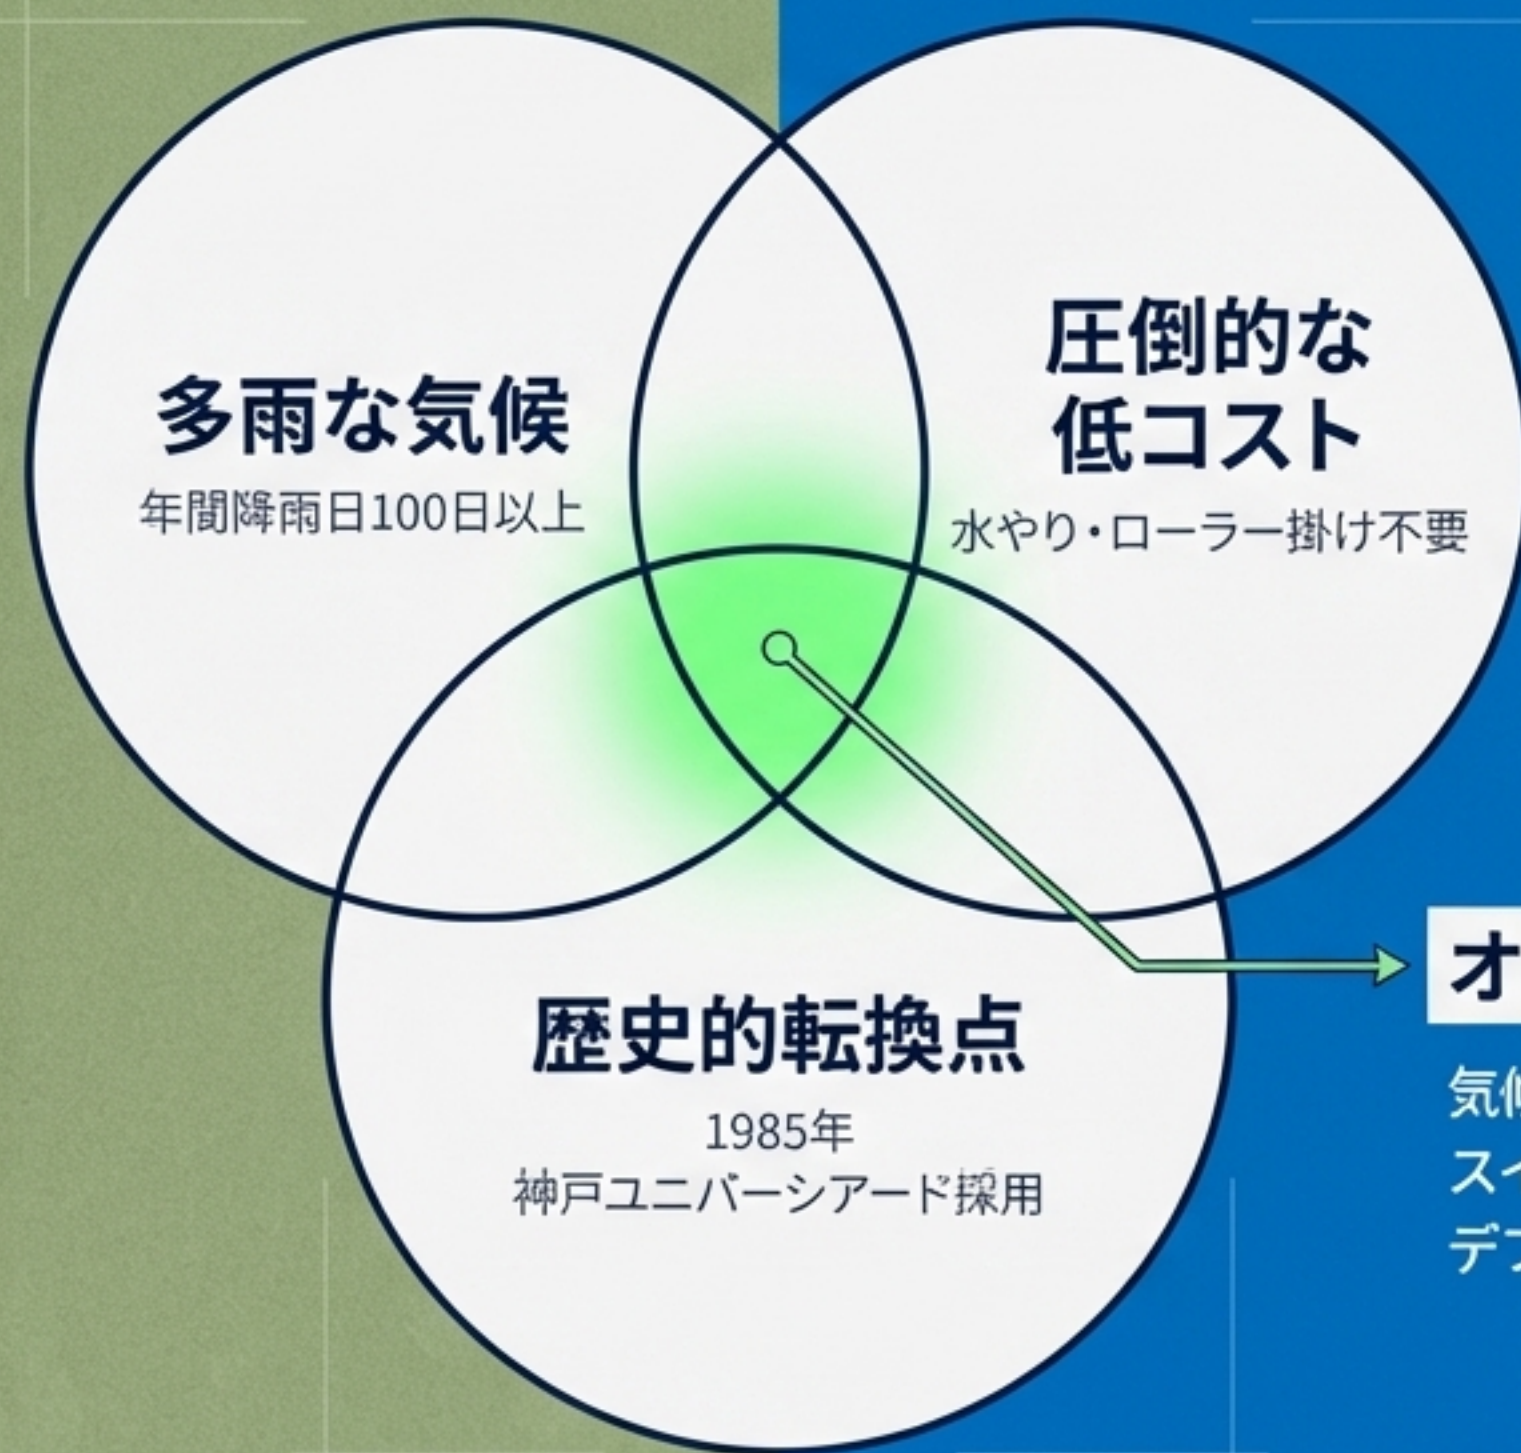 多雨な気候
年間降雨日100日以上
圧倒的な
低コスト
水やり・ローラー掛け不要
歴史的転換点
1985年
神戸ユニバーシアード採用
オ
気
ス
デ